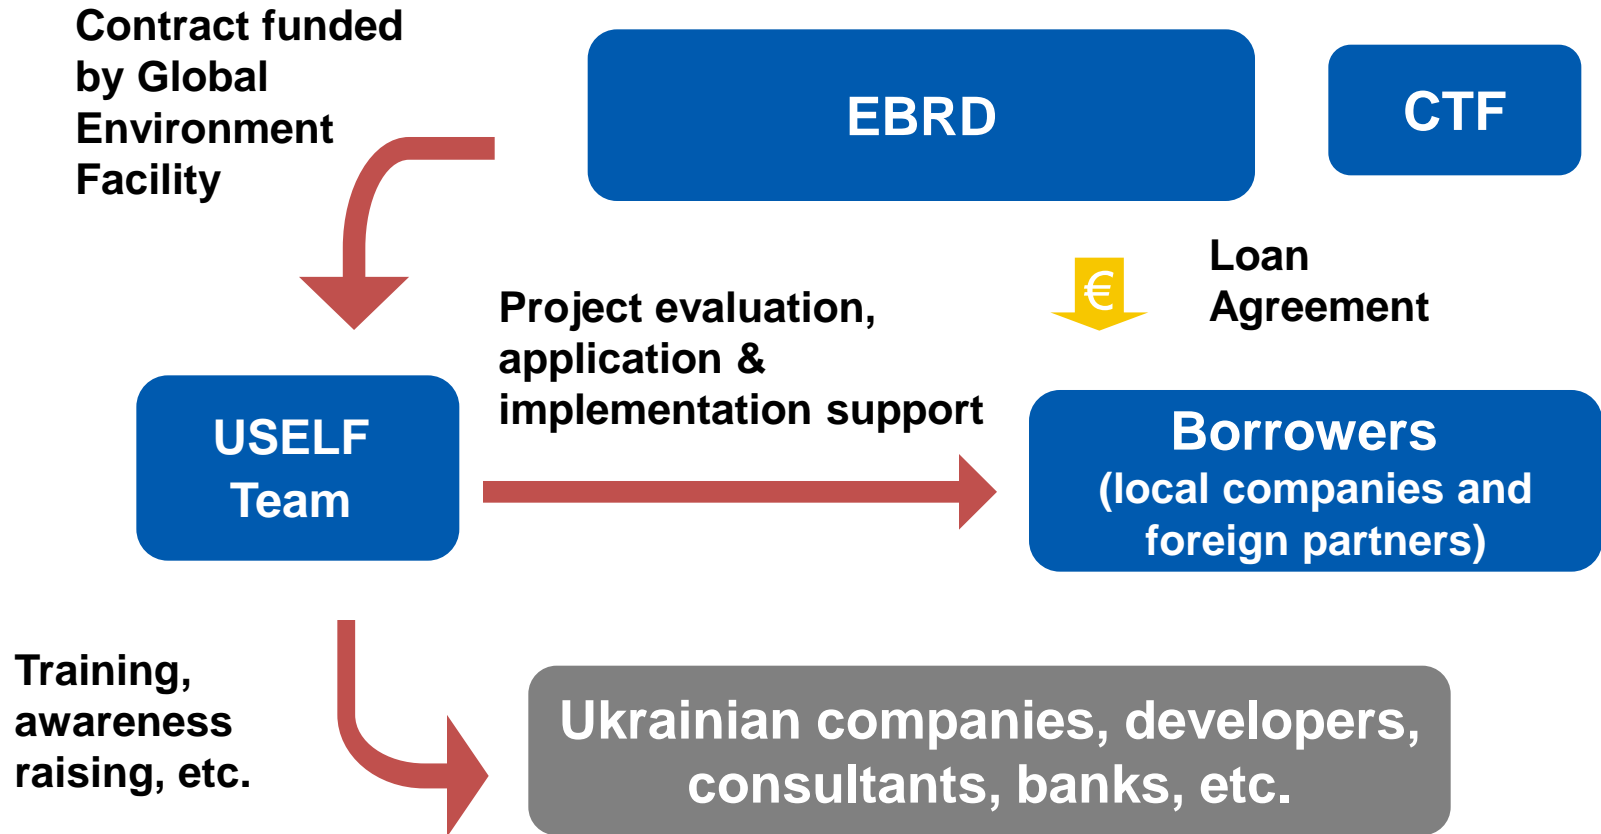 Contract funded
by Global
Environment
Facility
EBRD
CTF
€
Loan
Agreement
Project evaluation,
application &
implementation support
USELF
Team
Borrowers
(local companies and
foreign partners)
Training,
awareness
raising, etc.
Ukrainian companies, developers,
consultants, banks, etc.